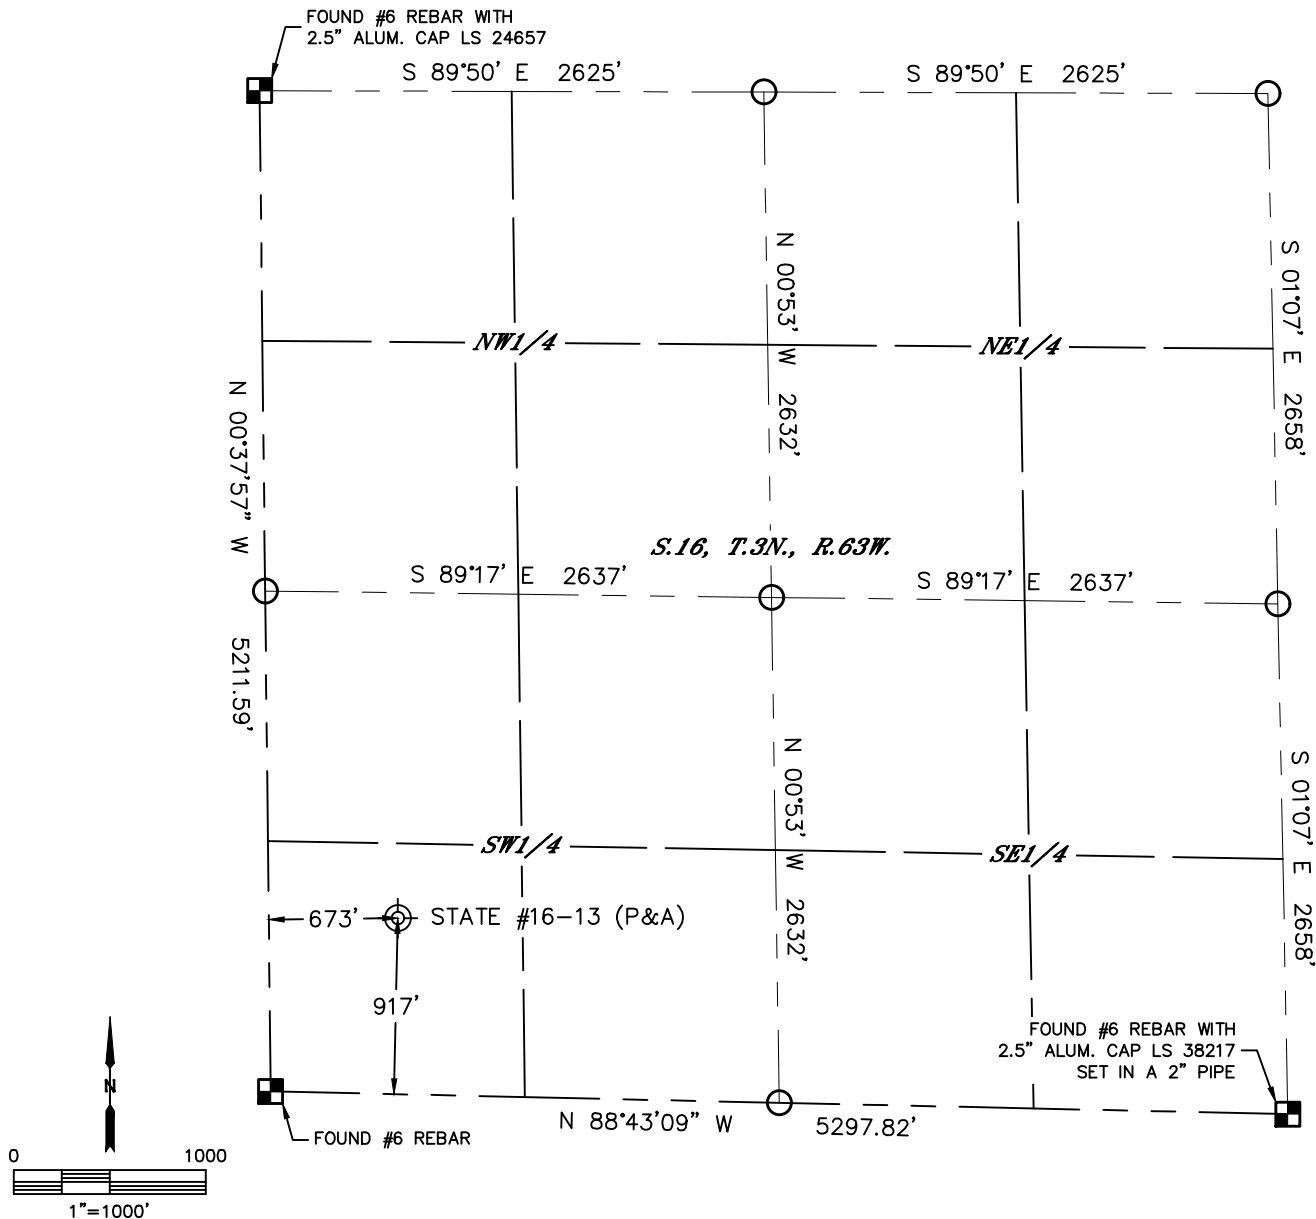 FOUND #6 REBAR WITH
2.5" ALUM. CAP LS 24657
S 89°50' E 2625'
S 89°50' E 2625'
N 00°53' W 2632'
S 01°07' E 2658'
NW1/4
NE1/4
N 00°37'57" W 5211.59'
S.16, T.3N., R.63W.
S 89°17' E 2637'
S 89°17' E 2637'
N 00°53' W 2632'
S 01°07' E 2658'
SW1/4
SE1/4
673'
STATE #16-13 (P&A)
917'
FOUND #6 REBAR WITH
2.5" ALUM. CAP LS 38217
SET IN A 2" PIPE
N
N 88°43'09" W 5297.82'
FOUND #6 REBAR
0 1000
1"=1000'